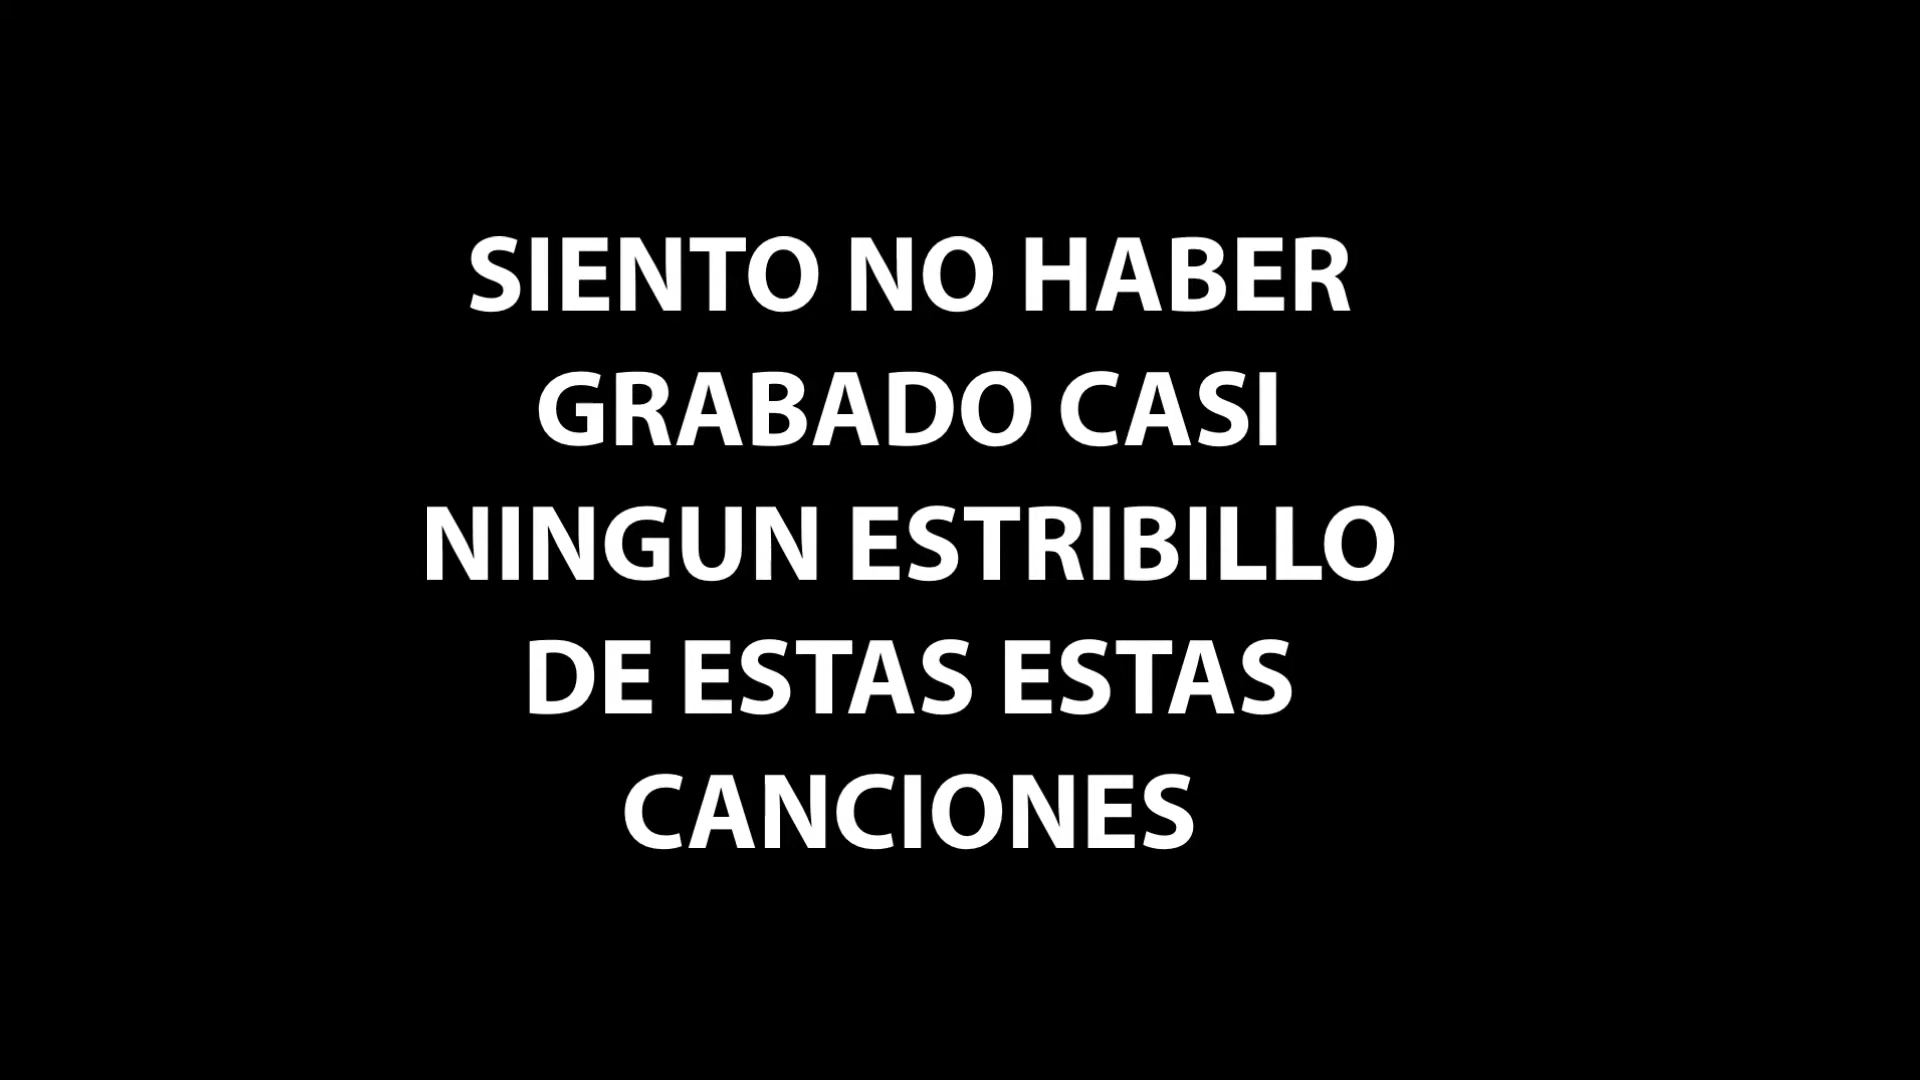 SIENTO NO HABER
GRABADO CASI
NINGUN ESTRIBILLO
DE ESTAS ESTAS
CANCIONES